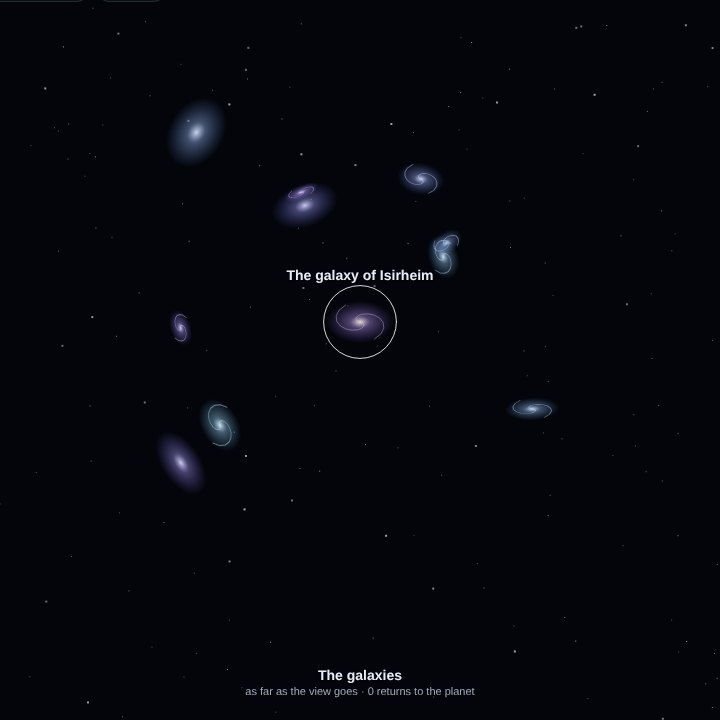 The galaxy of Isirheim
The galaxies
as far as the view goes · 0 returns to the planet